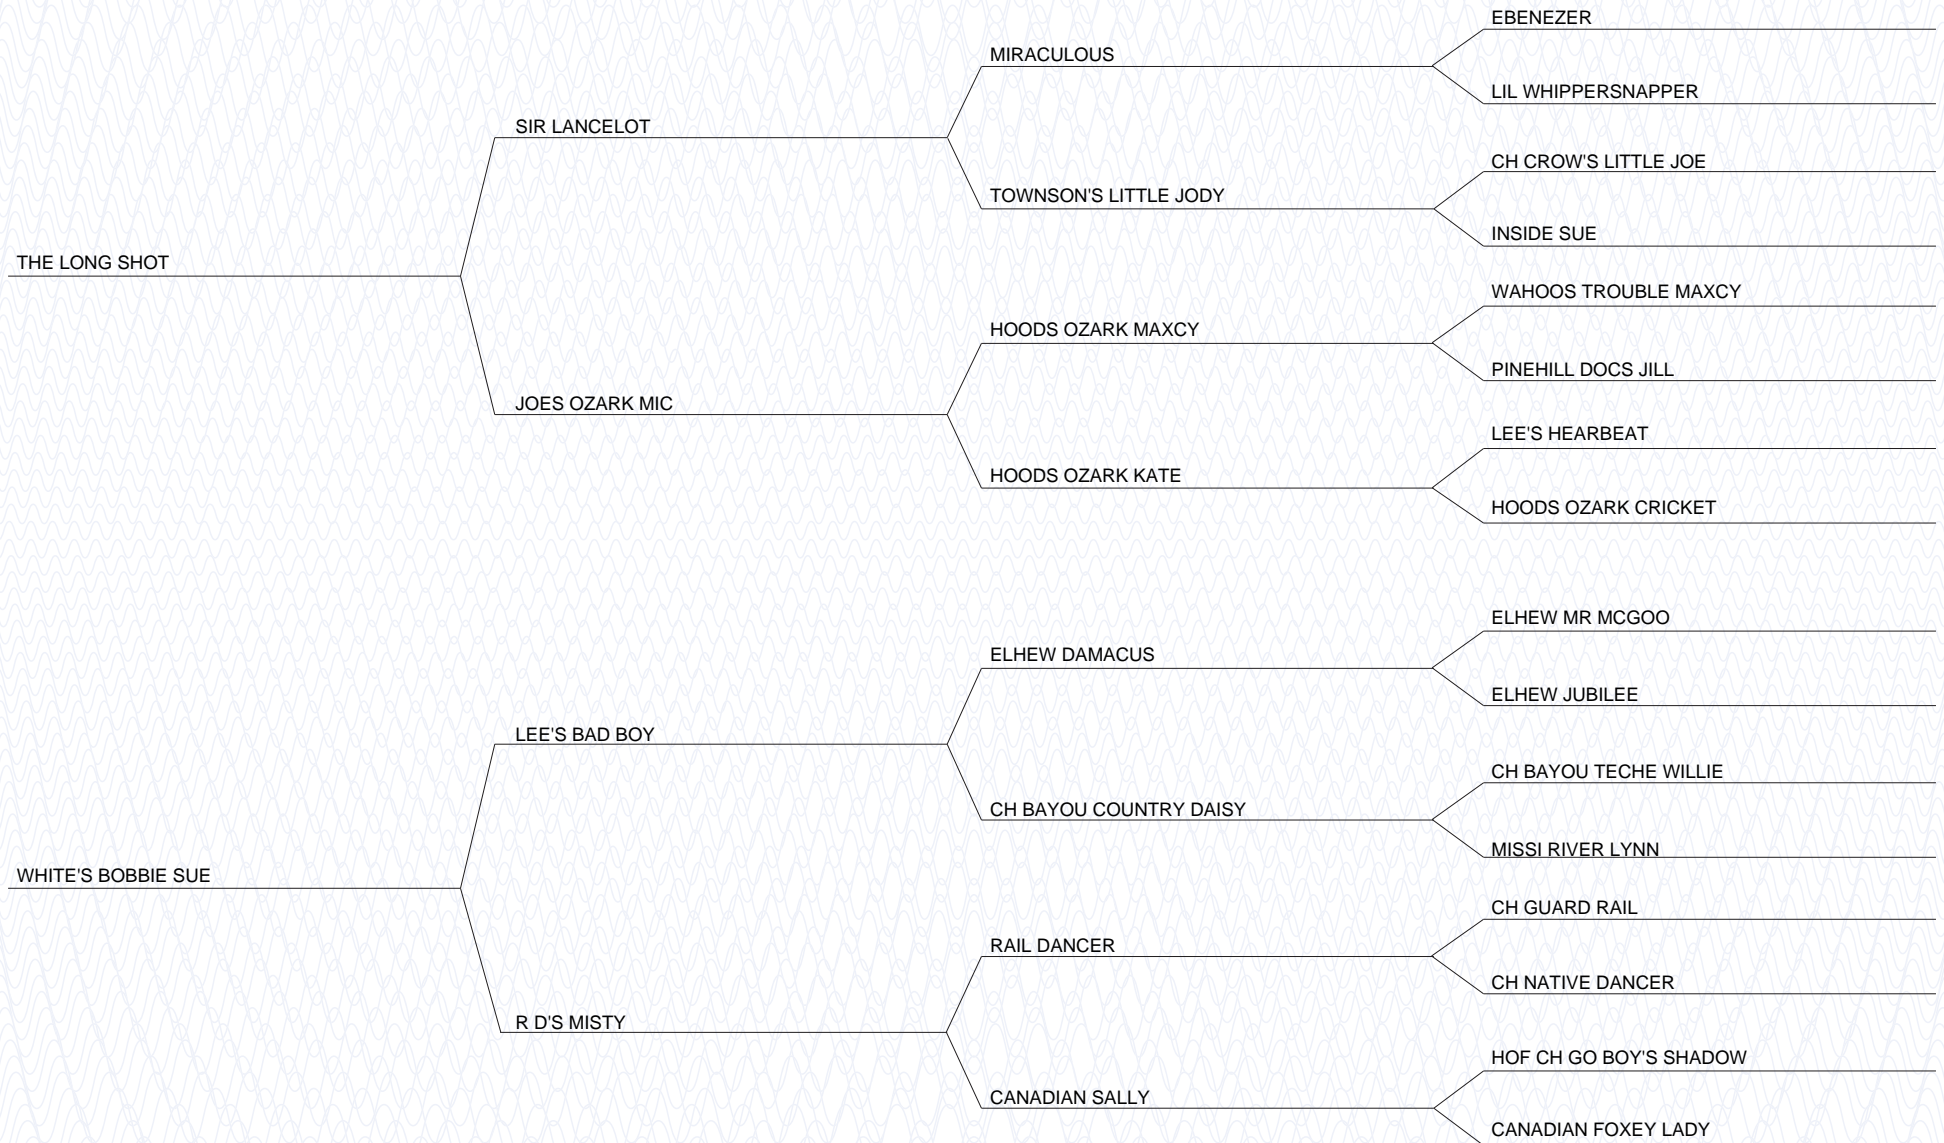 EBENEZER
MIRACULOUS
LIL WHIPPERSNAPPER
SIR LANCELOT
CH CROW'S LITTLE JOE
TOWNSON'S LITTLE JODY
INSIDE SUE
THE LONG SHOT
WAHOOS TROUBLE MAXCY
HOODS OZARK MAXCY
PINEHILL DOCS JILL
JOES OZARK MIC
LEE'S HEARBEAT
HOODS OZARK KATE
HOODS OZARK CRICKET
ELHEW MR MCGOO
ELHEW DAMACUS
ELHEW JUBILEE
LEE'S BAD BOY
CH BAYOU TECHE WILLIE
CH BAYOU COUNTRY DAISY
MISSI RIVER LYNN
WHITE'S BOBBIE SUE
CH GUARD RAIL
RAIL DANCER
CH NATIVE DANCER
R D'S MISTY
HOF CH GO BOY'S SHADOW
CANADIAN SALLY
CANADIAN FOXEY LADY